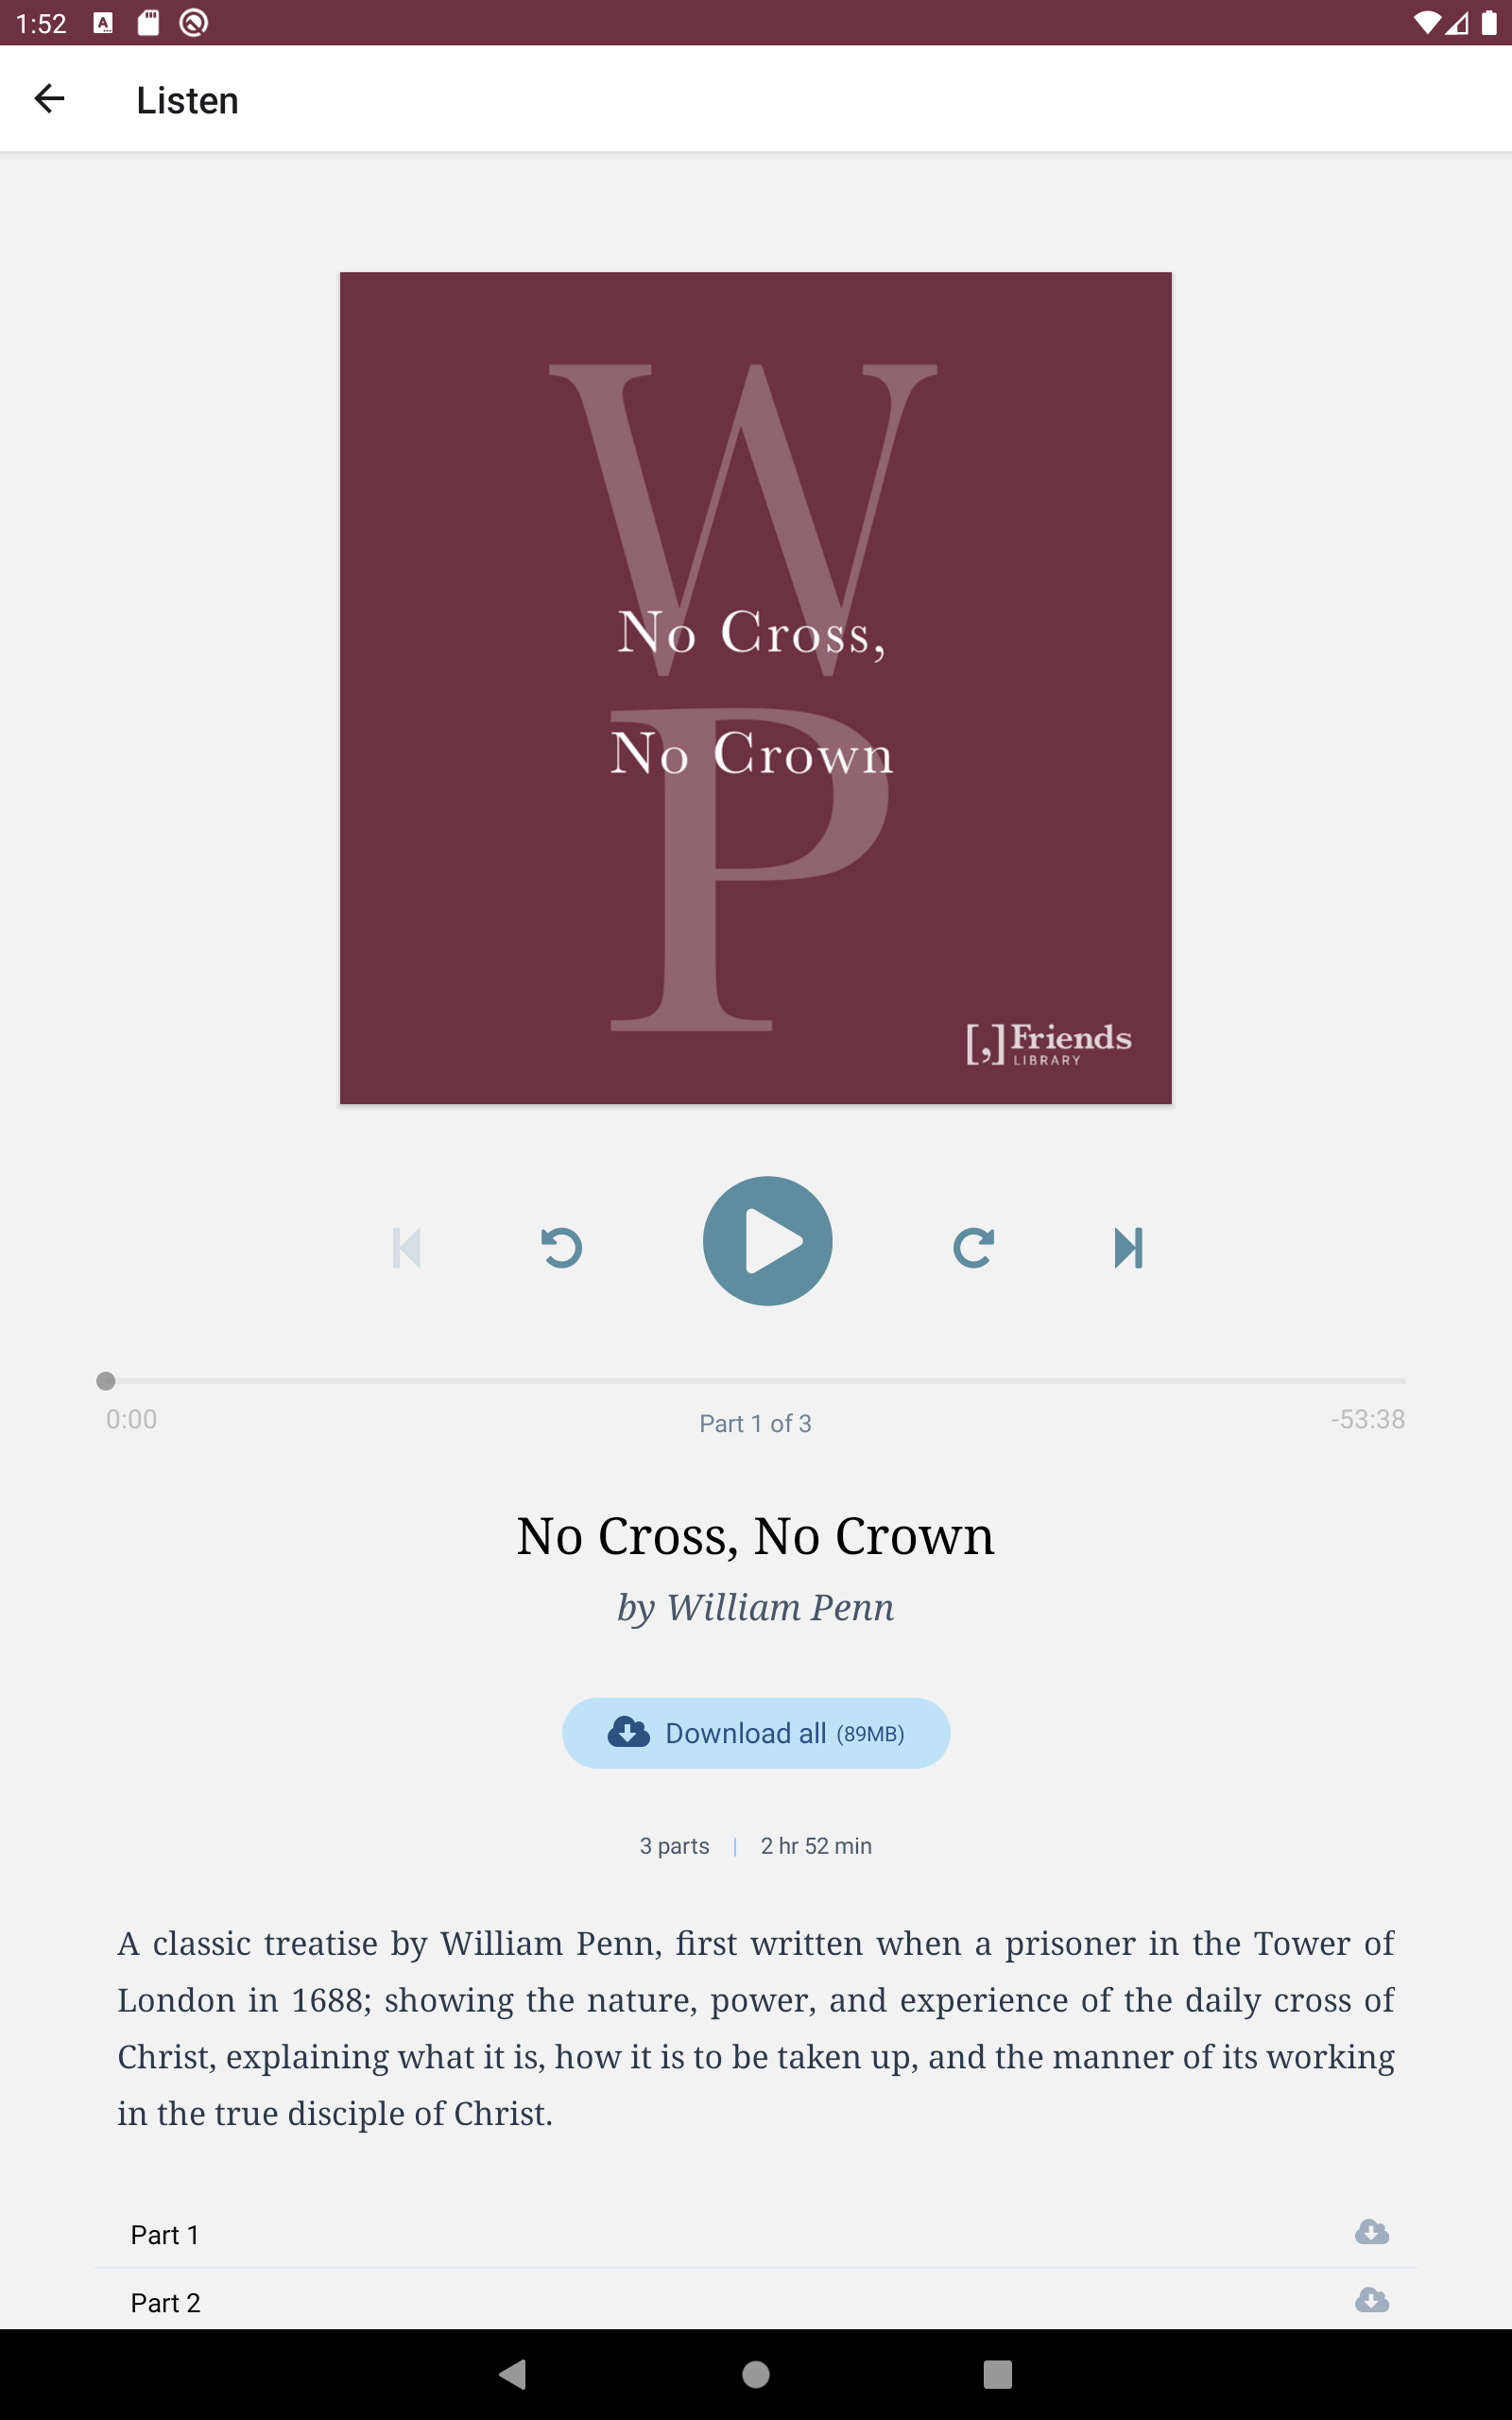 1:52
Listen
W
No Cross,
No Crown
P
[,] Friends
LIBRARY
0:00 Part 1 of 3 -53:38
No Cross, No Crown
by William Penn
Download all (89MB)
3 parts | 2 hr 52 min
A classic treatise by William Penn, first written when a prisoner in the Tower of
London in 1688; showing the nature, power, and experience of the daily cross of
Christ, explaining what it is, how it is to be taken up, and the manner of its working
in the true disciple of Christ.
Part 1
Part 2